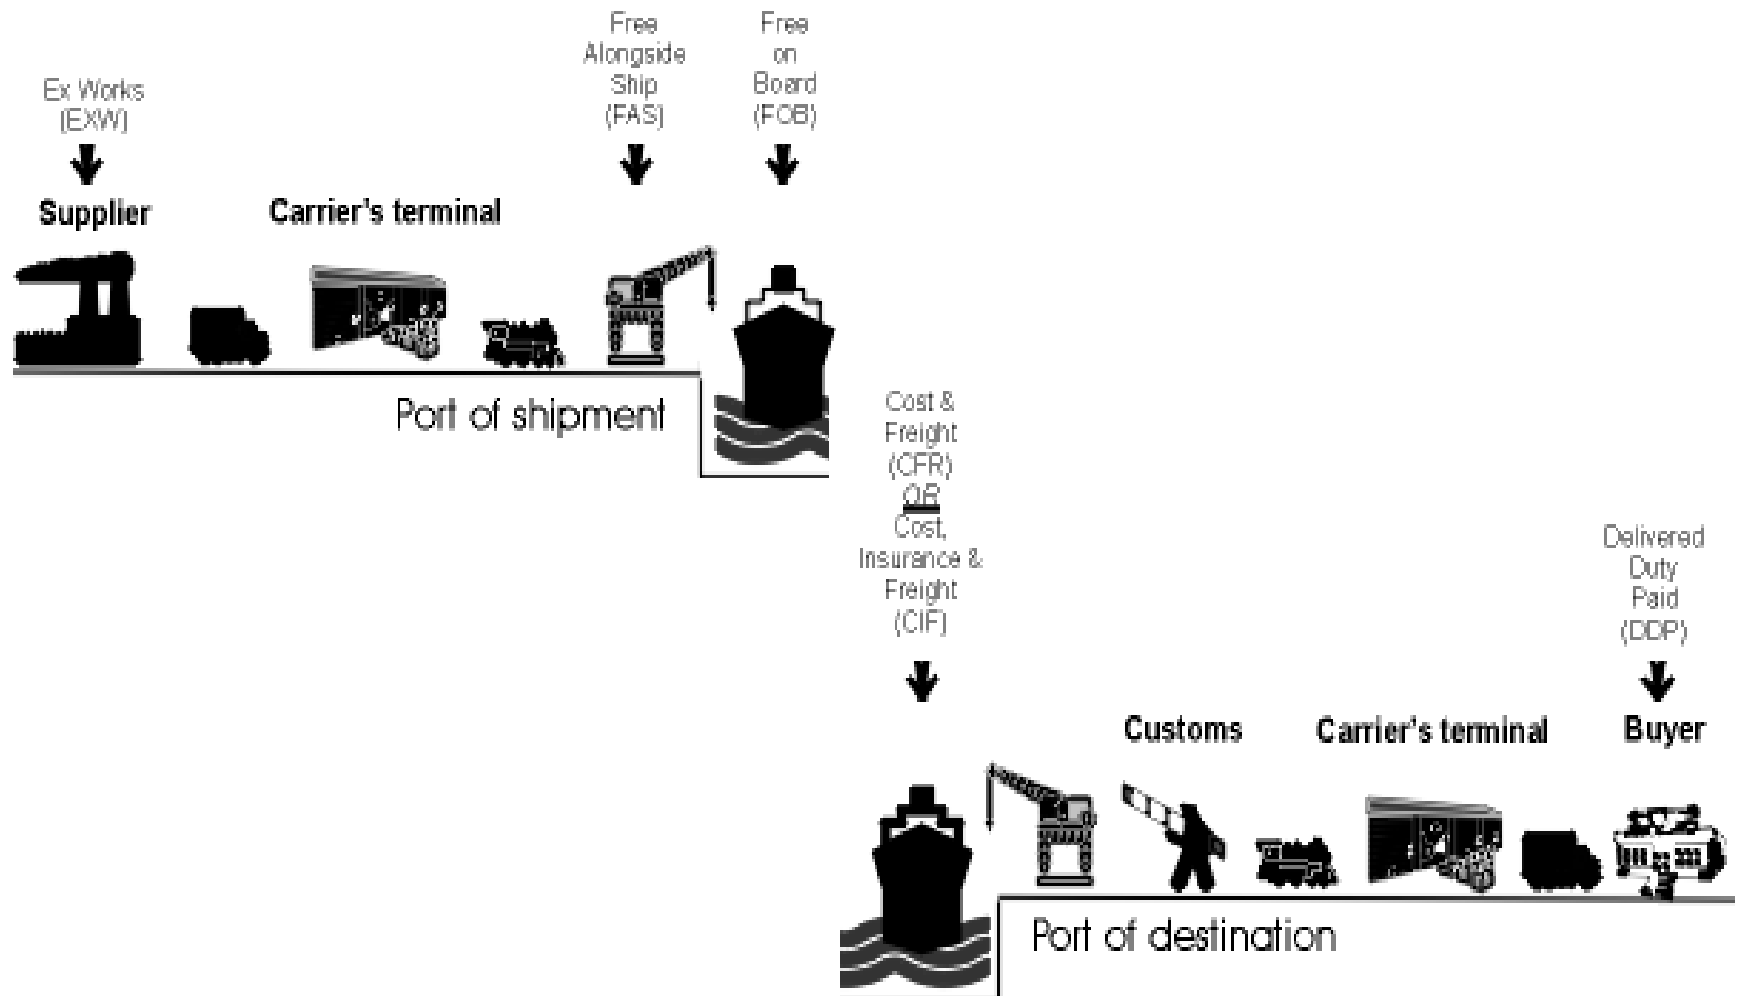 Ex Works
(EXW)
Free
Alongside
Ship
(FAS)
Free
on
Board
(FOB)
Supplier
Carrier's terminal
Port of shipment
Cost &
Freight
(CFR)
OR
Cost,
Insurance &
Freight
(CIF)
Delivered
Duty
Paid
(DDP)
Customs
Carrier's terminal
Buyer
Port of destination